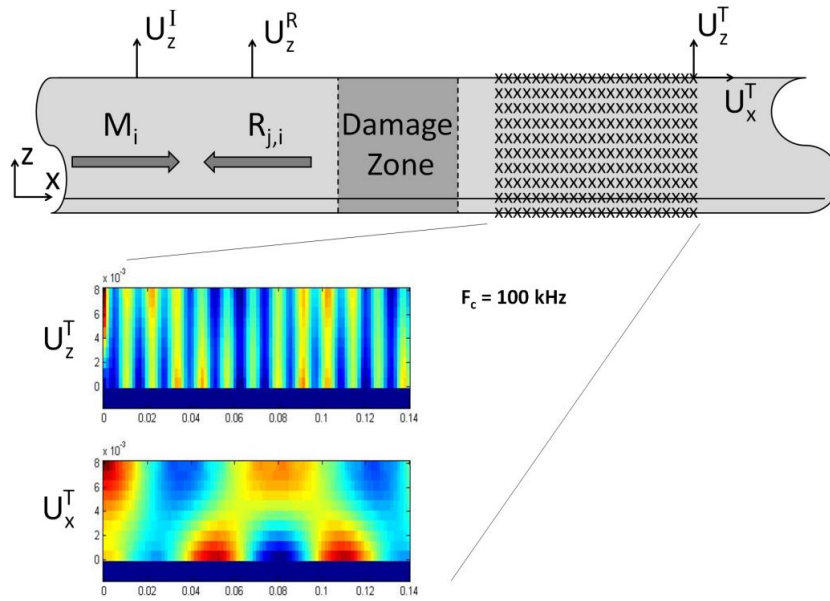 U_z^I
U_z^R
U_z^T
U_x^T
M_i
R_j,i
Damage
Zone
XXXXXXXXXXXXXXXXXXXXXXXX
z
x
x 10^-3
8
6
4
2
0
U_z^T
0 0.02 0.04 0.06 0.08 0.1 0.12 0.14
F_c = 100 kHz
x 10^-3
8
6
4
2
0
U_x^T
0 0.02 0.04 0.06 0.08 0.1 0.12 0.14